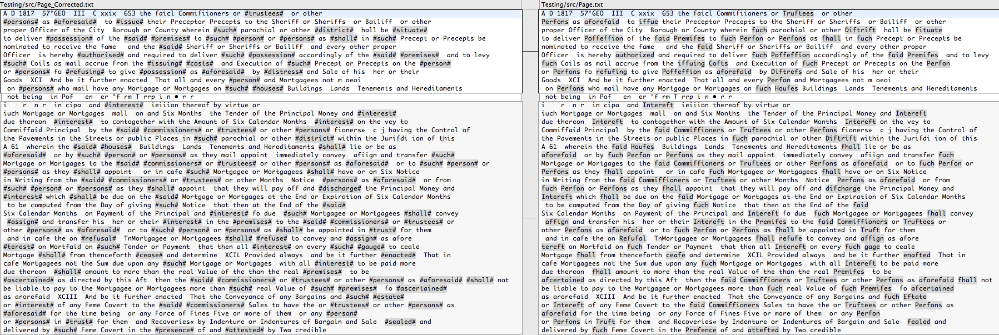 Testing/src/Page_Corrected.txt
A D 1817 57°GEO III C xxix 653 the faicl Commifiioners or #trustees# or other
#persons# as #aforesaid# to #issue# their Preceptor Precepts to the Sheriff or Sheriffs or Bailiff or other
proper Officer of the City Borough or County wherein #such# parochial or other #district# hall be #situate#
to deliver #possession# of the #said# #premises# to #such# #person# or #persons# as #shall# in #such# Precept or Precepts be
nominated to receive the fame and the #said# Sheriff or Sheriffs or Bailiff and every other proper
Officer is hereby #authorised# and required to deliver #such# #possession# accordingly of the #said# #premises# and to levy
#such# Coils as mail accrue from the #issuing# #costs# and Execution of #such# Precept or Precepts on the #person#
or #persons# fo #refusing# to give #possession# as #aforesaid# by #distress# and Sale of his her or their
Goods XCI And be it further enacted That all and every #person# and Mortgagees not m oeoi
on #persons# who mail have any Mortgage or Mortgages on #such# #houses# Buildings Lands Tenements and Hereditaments
not being in Pof en er °f rm T rrp i n ● r r
i r n r in cipa and #interest# ieiiion thereof by virtue or
iuch Mortgage or Mortgages mall on and Six Months the Tender of the Principal Money and #interest#
due thereon #interest# to contogether with the Amount of Six Calendar Months #interest# on the vey to
Commiffaid Principal by the #said# #commissioners# or #trustees# or other #persons# fioners» c j having the Control of
the Pavements in the Streets or public Places in #such# parochial or other #district# within the Jurifdi ion of this
A 61 wherein the #said# #houses# Buildings Lands Tenements and Hereditaments #shall# lie or be as
#aforesaid# or by #such# #person# or #persons# as they mail appoint immediately convey afiign and transfer #such#
Mortgage or Mortgages to the #said# #commissioners# or #trustees# or other #persons# as #aforesaid# or to #such# #person# or
#persons# as they #shall# appoint or in cafe #such# Mortgagee or Mortgagees #shall# have or on Six Notice
in Writing from the #said# #commissioners# or #trustees# or other Months Notice #persons# as #aforesaid# or from
#such# #person# or #persons# as they #shall# appoint that they will pay off and #discharge# the Principal Money and
#interest# which #shall# be due on the #said# Mortgage or Mortgages at the End or Expiration of Six Calendar Months
to be computed from the Day of giving #such# Notice that then at the End of the #said#
Six Calendar Months on Payment of the Principal and #interest# fo due #such# Mortgagee or Mortgagees #shall# convey
#assign# and transfer his her or their #interest# in the #premises# to the #said# #commissioners# or #trustees# or
other #persons# as #aforesaid# or to #such# #person# or #persons# as #shall# be appointed in #trust# for them
and in cafe the on #refusal# TnMortgagee or Mortgagees #shall# #refuse# to convey and #assign# as afore
#terest# on Mortfaid on #such# Tender or Payment that then all #interest# on every #such# #gauge# to ceale
Mortgage #shall# from thenceforth #cease# and determine XCIL Provided always and be it further #enacted# That in
cafe Mortgagees not the Sum due upon any #such# Mortgage or Mortgages with all #interest# to be paid more
due thereon #shall# amount to more than the real Value of the than the real #premises# to be
#ascertained# as directed by this Aft then the #said# #commissioners# or #trustees# or other #persons# as #aforesaid# #shall# not
be liable to pay to the Mortgagee or Mortgagees more than #such# real Value of #such# #premises# fo #ascertained#
as arorefaid XCIII And be it further enacted That the Conveyance of any Bargains and #such# #estate#
or #interest# of any Feme Covert to the #said# #commissioners# Sales to have the or #trustees# or other #persons# as
#aforesaid# for the time being or any Force of Fines Five or more of them or any #person#
or #persons# in #trust# for them and Recoveries« by Indenture or Indentures of Bargain and Sale #sealed# and
delivered by #such# Feme Covert in the #presence# of and #attested# by Two credible
Testing/src/Page.txt
A D 1817 57°GEO III C xxix 653 the faicl Commifiioners or Truftees or other
Perfons as aforefaid to iffue their Preceptor Precepts to the Sheriff or Sheriffs or Bailiff or other
proper Officer of the City Borough or County wherein fuch parochial or other Diftrift hall be fituate
to deliver Poffeffion of the faid Premifes to fuch Perfon or Perfons as fhall in fuch Precept or Precepts be
nominated to receive the fame and the faid Sheriff or Sheriffs or Bailiff and every other proper
Officer is hereby authorized and required to deliver fuch Poffeffion accordingly of the faid Premifes and to levy
fuch Coils as mail accrue from the iffuing Cofts and Execution of fuch Precept or Precepts on the Perfon
or Perfons fo refufing to give Poffeffion as aforefaid by Diftrefs and Sale of his her or their
Goods XCI And be it further enacted That all and every Perfon and Mortgagees not m oeoi
on Perfons who mail have any Mortgage or Mortgages on fuch Houfes Buildings Lands Tenements and Hereditaments
not being in Pof en er °f rm T rrp i n ● r r
i r n r in cipa and Intereft ieiiion thereof by virtue or
iuch Mortgage or Mortgages mall on and Six Months the Tender of the Principal Money and Intereft
due thereon Intereft to contogether with the Amount of Six Calendar Months Intereft on the vey to
Commiffaid Principal by the faid Commiffioners or Truftees or other Perfons fioners» c j having the Control of
the Pavements in the Streets or public Places in fuch parochial or other Diftrift within the Jurifdi ion of this
A 61 wherein the faid Houfes Buildings Lands Tenements and Hereditaments fhall lie or be as
aforefaid or by fuch Perfon or Perfons as they mail appoint immediately convey afiign and transfer fuch
Mortgage or Mortgages to the faid Commiffioners or Truftees or other Perfons as aforefaid or to fuch Perfon or
Perfons as they fhall appoint or in cafe fuch Mortgagee or Mortgagees fhall have or on Six Notice
in Writing from the faid Commiffioners or Truftees or other Months Notice Perfons as aforefaid or from
fuch Perfon or Perfons as they fhall appoint that they will pay off and difcharge the Principal Money and
Intereft which fhall be due on the faid Mortgage or Mortgages at the End or Expiration of Six Calendar Months
to be computed from the Day of giving fuch Notice that then at the End of the faid
Six Calendar Months on Payment of the Principal and Intereft fo due fuch Mortgagee or Mortgagees fhall convey
affign and transfer his her or their Intereft in the Premifes to the faid Commiffioners or Truftees or
other Perfons as aforefaid or to fuch Perfon or Perfons as fhall be appointed in Truft for them
and in cafe the on Refufal TnMortgagee or Mortgagees fhall refufe to convey and affign as afore
tereft on Mortfaid on fuch Tender or Payment that then all Intereft on every fuch gage to ceale
Mortgage fhall from thenceforth ceafe and determine XCIL Provided always and be it further enafted That in
cafe Mortgagees not the Sum due upon any fuch Mortgage or Mortgages with all Intereft to be paid more
due thereon fhall amount to more than the real Value of the than the real Premifes to be
afcertained as directed by this Aft then the faid Commiffioners or Truftees or other Perfons as aforefaid fhall not
be liable to pay to the Mortgagee or Mortgagees more than fuch real Value of fuch Premifes fo afcertained
as arorefaid XCIII And be it further enacted That the Conveyance of any Bargains and fuch Eftate
or Intereft of any Feme Covert to the faid Commiffioners Sales to have the or Truftees or other Perfons as
aforefaid for the time being or any Force of Fines Five or more of them or any Perfon
or Perfons in Truft for them and Recoveries« by Indenture or Indentures of Bargain and Sale fealed and
delivered by fuch Feme Covert in the Prefence of and attefted by Two credible